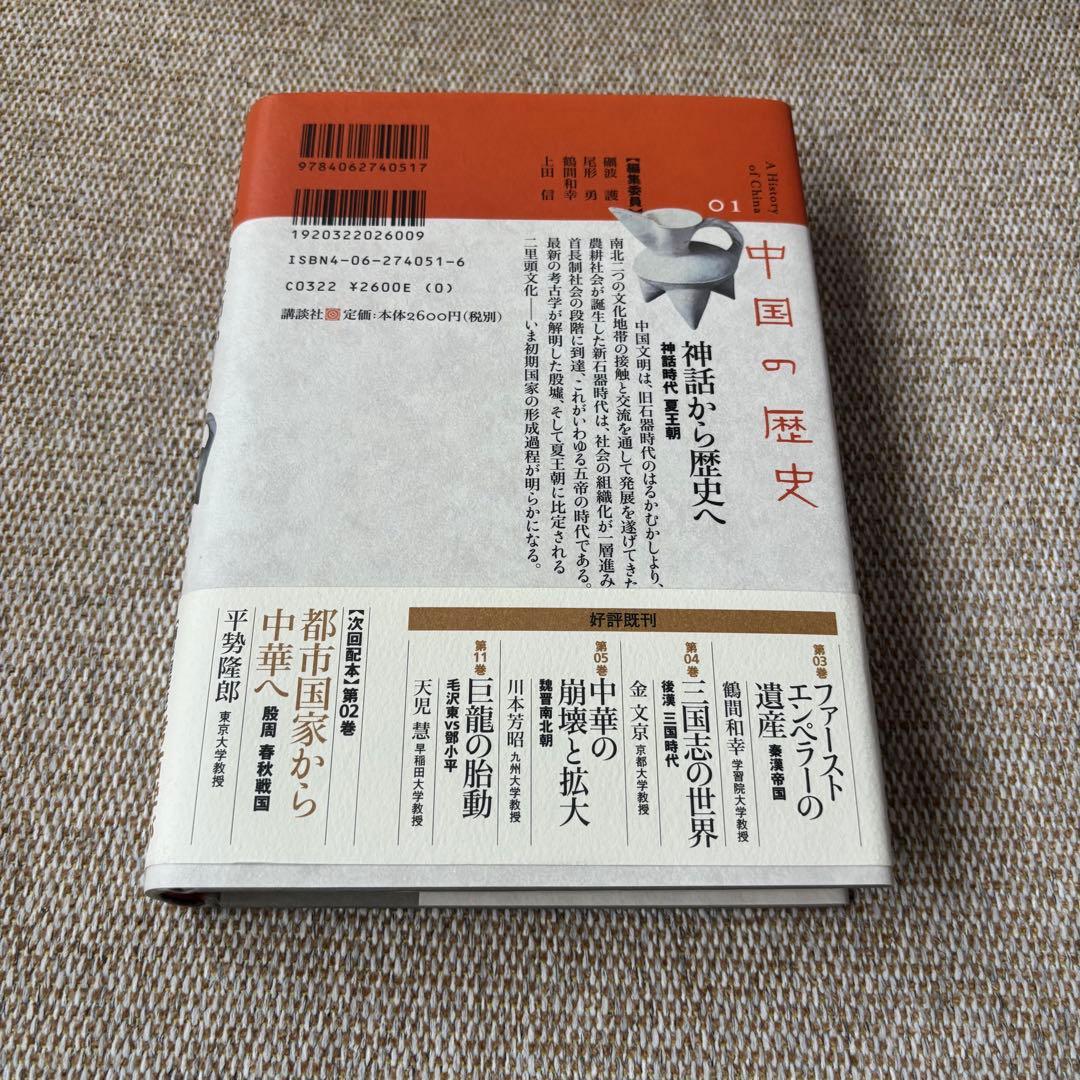 A History
of China
01
中国の歴史
神話から歴史へ
神話時代 夏王朝
中国文明は、旧石器時代のはるかむかしより、
南北二つの文化地帯の接触と交流を通して発展を遂げてきた
農耕社会が誕生した新石器時代は、社会の組織化が一層進み
首長制社会の段階に到達、これがいわゆる五帝の時代である。
最新の考古学が解明した殷墟、そして夏王朝に比定される
二里頭文化――いま初期国家の形成過程が明らかになる。
【編集委員】
礪波 護
尾形 勇
鶴間和幸
上田 信
9784062740517
1920322026009
ISBN4-06-274051-6
C0322 ¥2600E (0)
講談社 定価:本体2600円(税別)
好評既刊
第03巻
ファースト
エンペラーの
遺産 秦漢帝国
鶴間和幸 学習院大学教授
第04巻
三国志の世界
後漢 三国時代
金 文京 京都大学教授
第05巻
中華の
崩壊と拡大
魏晋南北朝
川本芳昭 九州大学教授
第11巻
巨龍の胎動
毛沢東VS鄧小平
天児 慧 早稲田大学教授
【次回配本】第02巻
都市国家から
中華へ 殷周 春秋戦国
平勢隆郎 東京大学教授